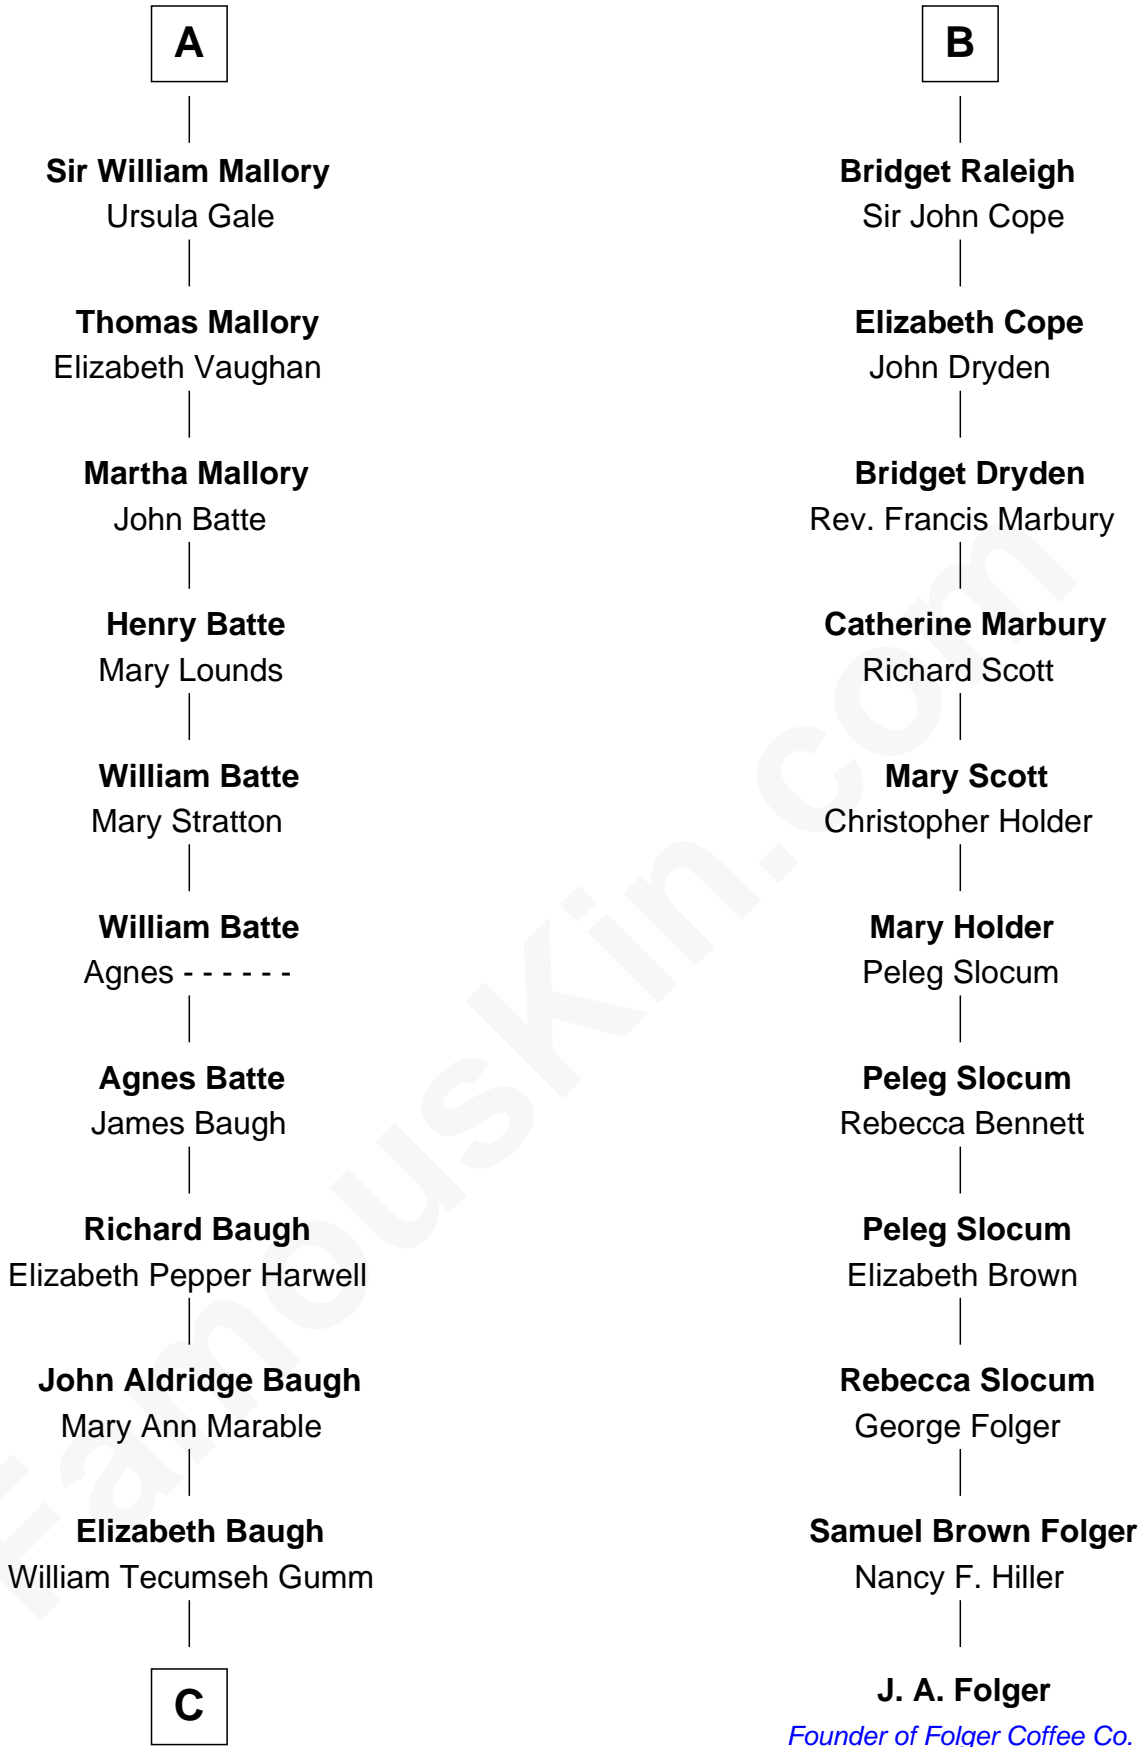 A
Sir William Mallory
Ursula Gale
Thomas Mallory
Elizabeth Vaughan
Martha Mallory
John Batte
Henry Batte
Mary Lounds
William Batte
Mary Stratton
William Batte
Agnes - - - - - -
Agnes Batte
James Baugh
Richard Baugh
Elizabeth Pepper Harwell
John Aldridge Baugh
Mary Ann Marable
Elizabeth Baugh
William Tecumseh Gumm
C
B
Bridget Raleigh
Sir John Cope
Elizabeth Cope
John Dryden
Bridget Dryden
Rev. Francis Marbury
Catherine Marbury
Richard Scott
Mary Scott
Christopher Holder
Mary Holder
Peleg Slocum
Peleg Slocum
Rebecca Bennett
Peleg Slocum
Elizabeth Brown
Rebecca Slocum
George Folger
Samuel Brown Folger
Nancy F. Hiller
J. A. Folger
Founder of Folger Coffee Co.
FamousKin.com